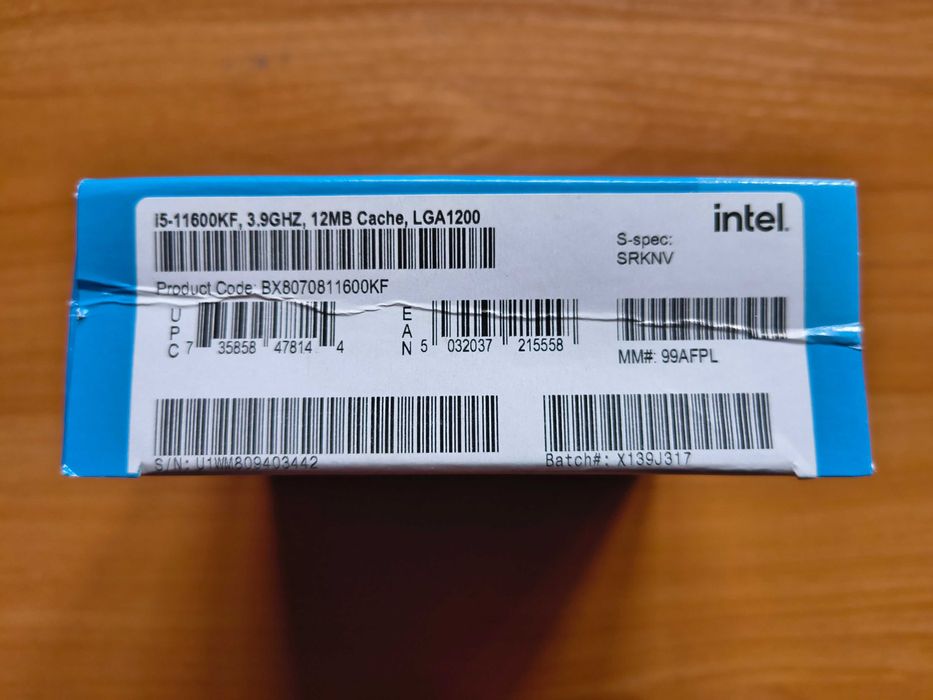 i5-11600KF, 3.9GHZ, 12MB Cache, LGA1200
intel.
S-spec:
SRKNV
Product Code: BX8070811600KF
UPC
7 35858 47814 4
EAN
5 032037 215558
MM#: 99AFPL
S/N: U1WM809403442
Batch#: X139J317